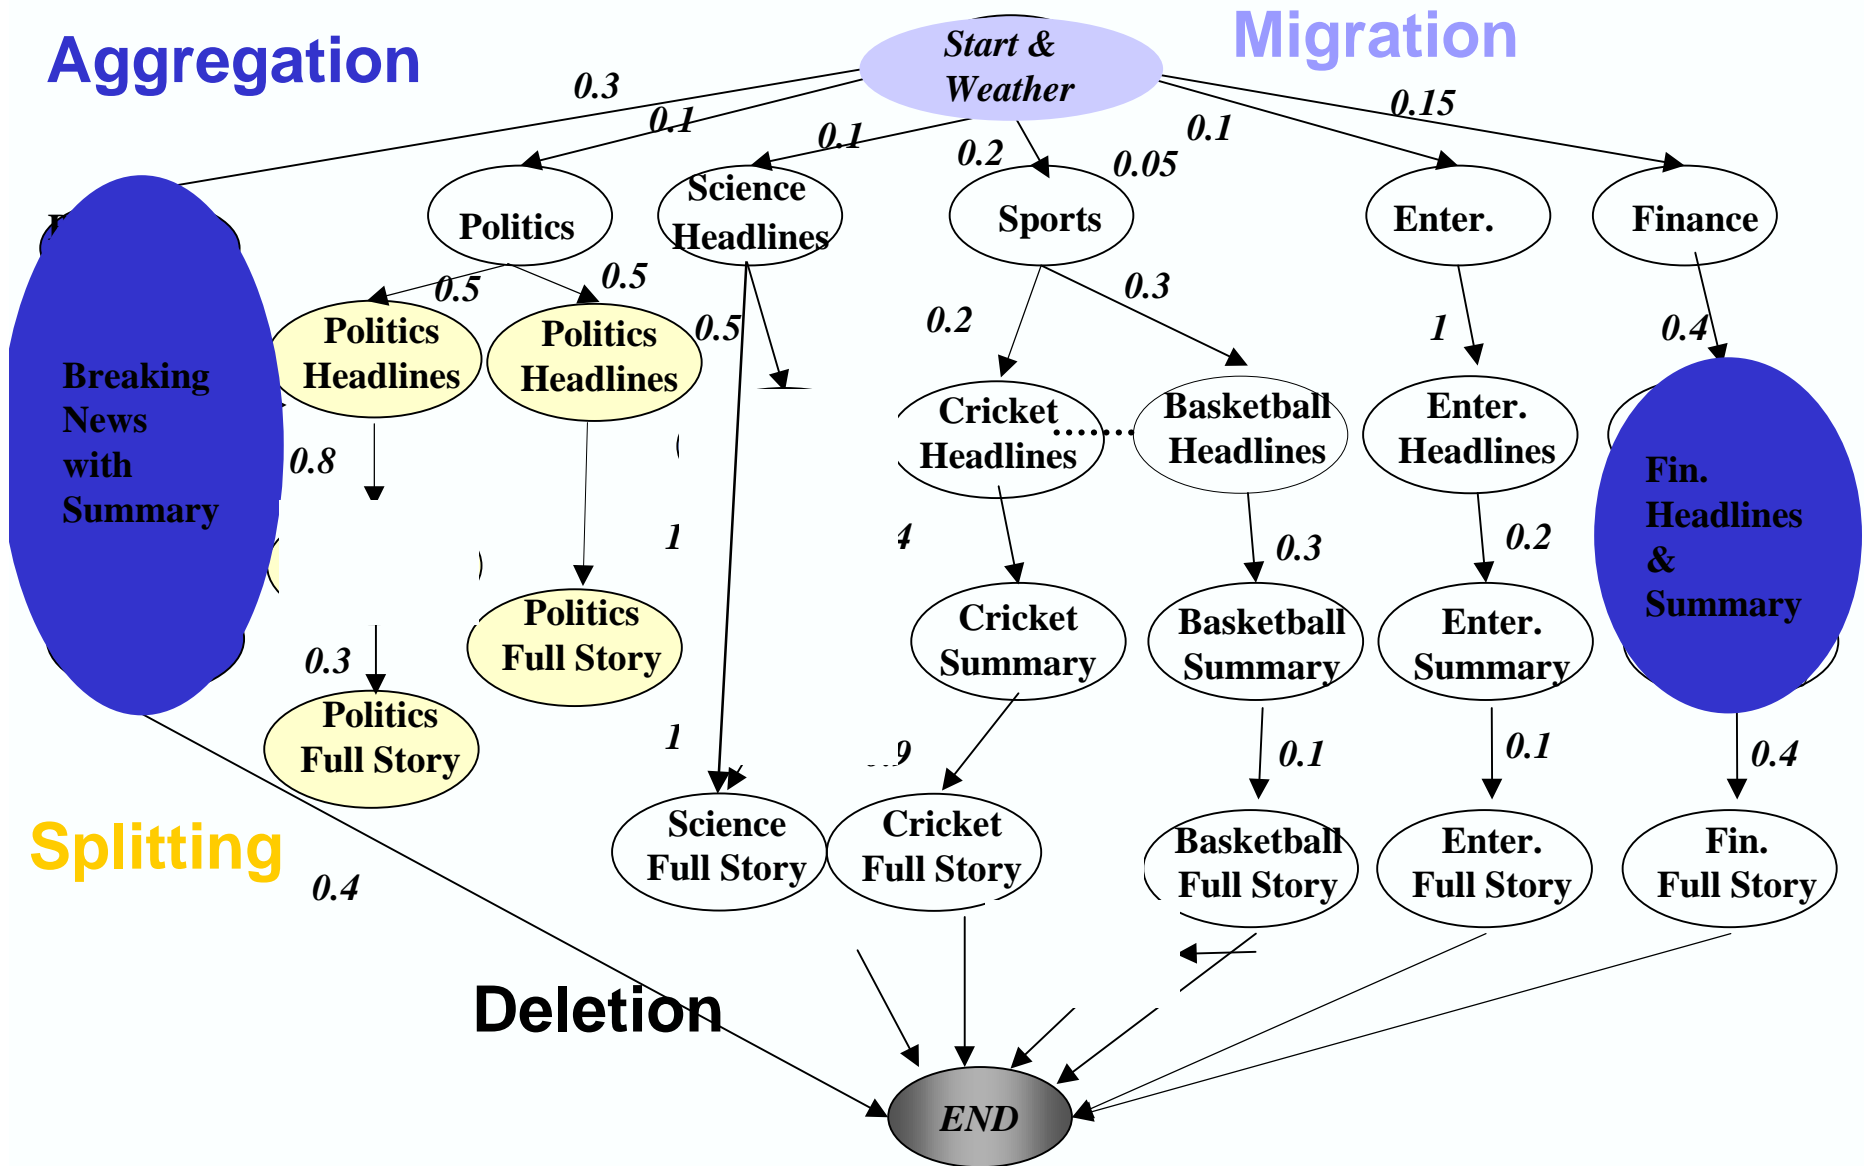 Aggregation
Start &
Weather
Migration
0.3
0.1
0.1
0.2
0.05
0.1
0.15
Politics
Science
Headlines
Sports
Enter.
Finance
0.5
0.5
0.5
0.2
0.3
1
0.4
Politics
Headlines
Politics
Headlines
Breaking
News
with
Summary
Cricket
Headlines
Basketball
Headlines
Enter.
Headlines
Fin.
Headlines
&
Summary
0.8
1
4
0.3
0.2
Politics
Full Story
Cricket
Summary
Basketball
Summary
Enter.
Summary
0.3
Politics
Full Story
1
9
0.1
0.1
0.4
Splitting
Science
Full Story
Cricket
Full Story
Basketball
Full Story
Enter.
Full Story
Fin.
Full Story
0.4
Deletion
END